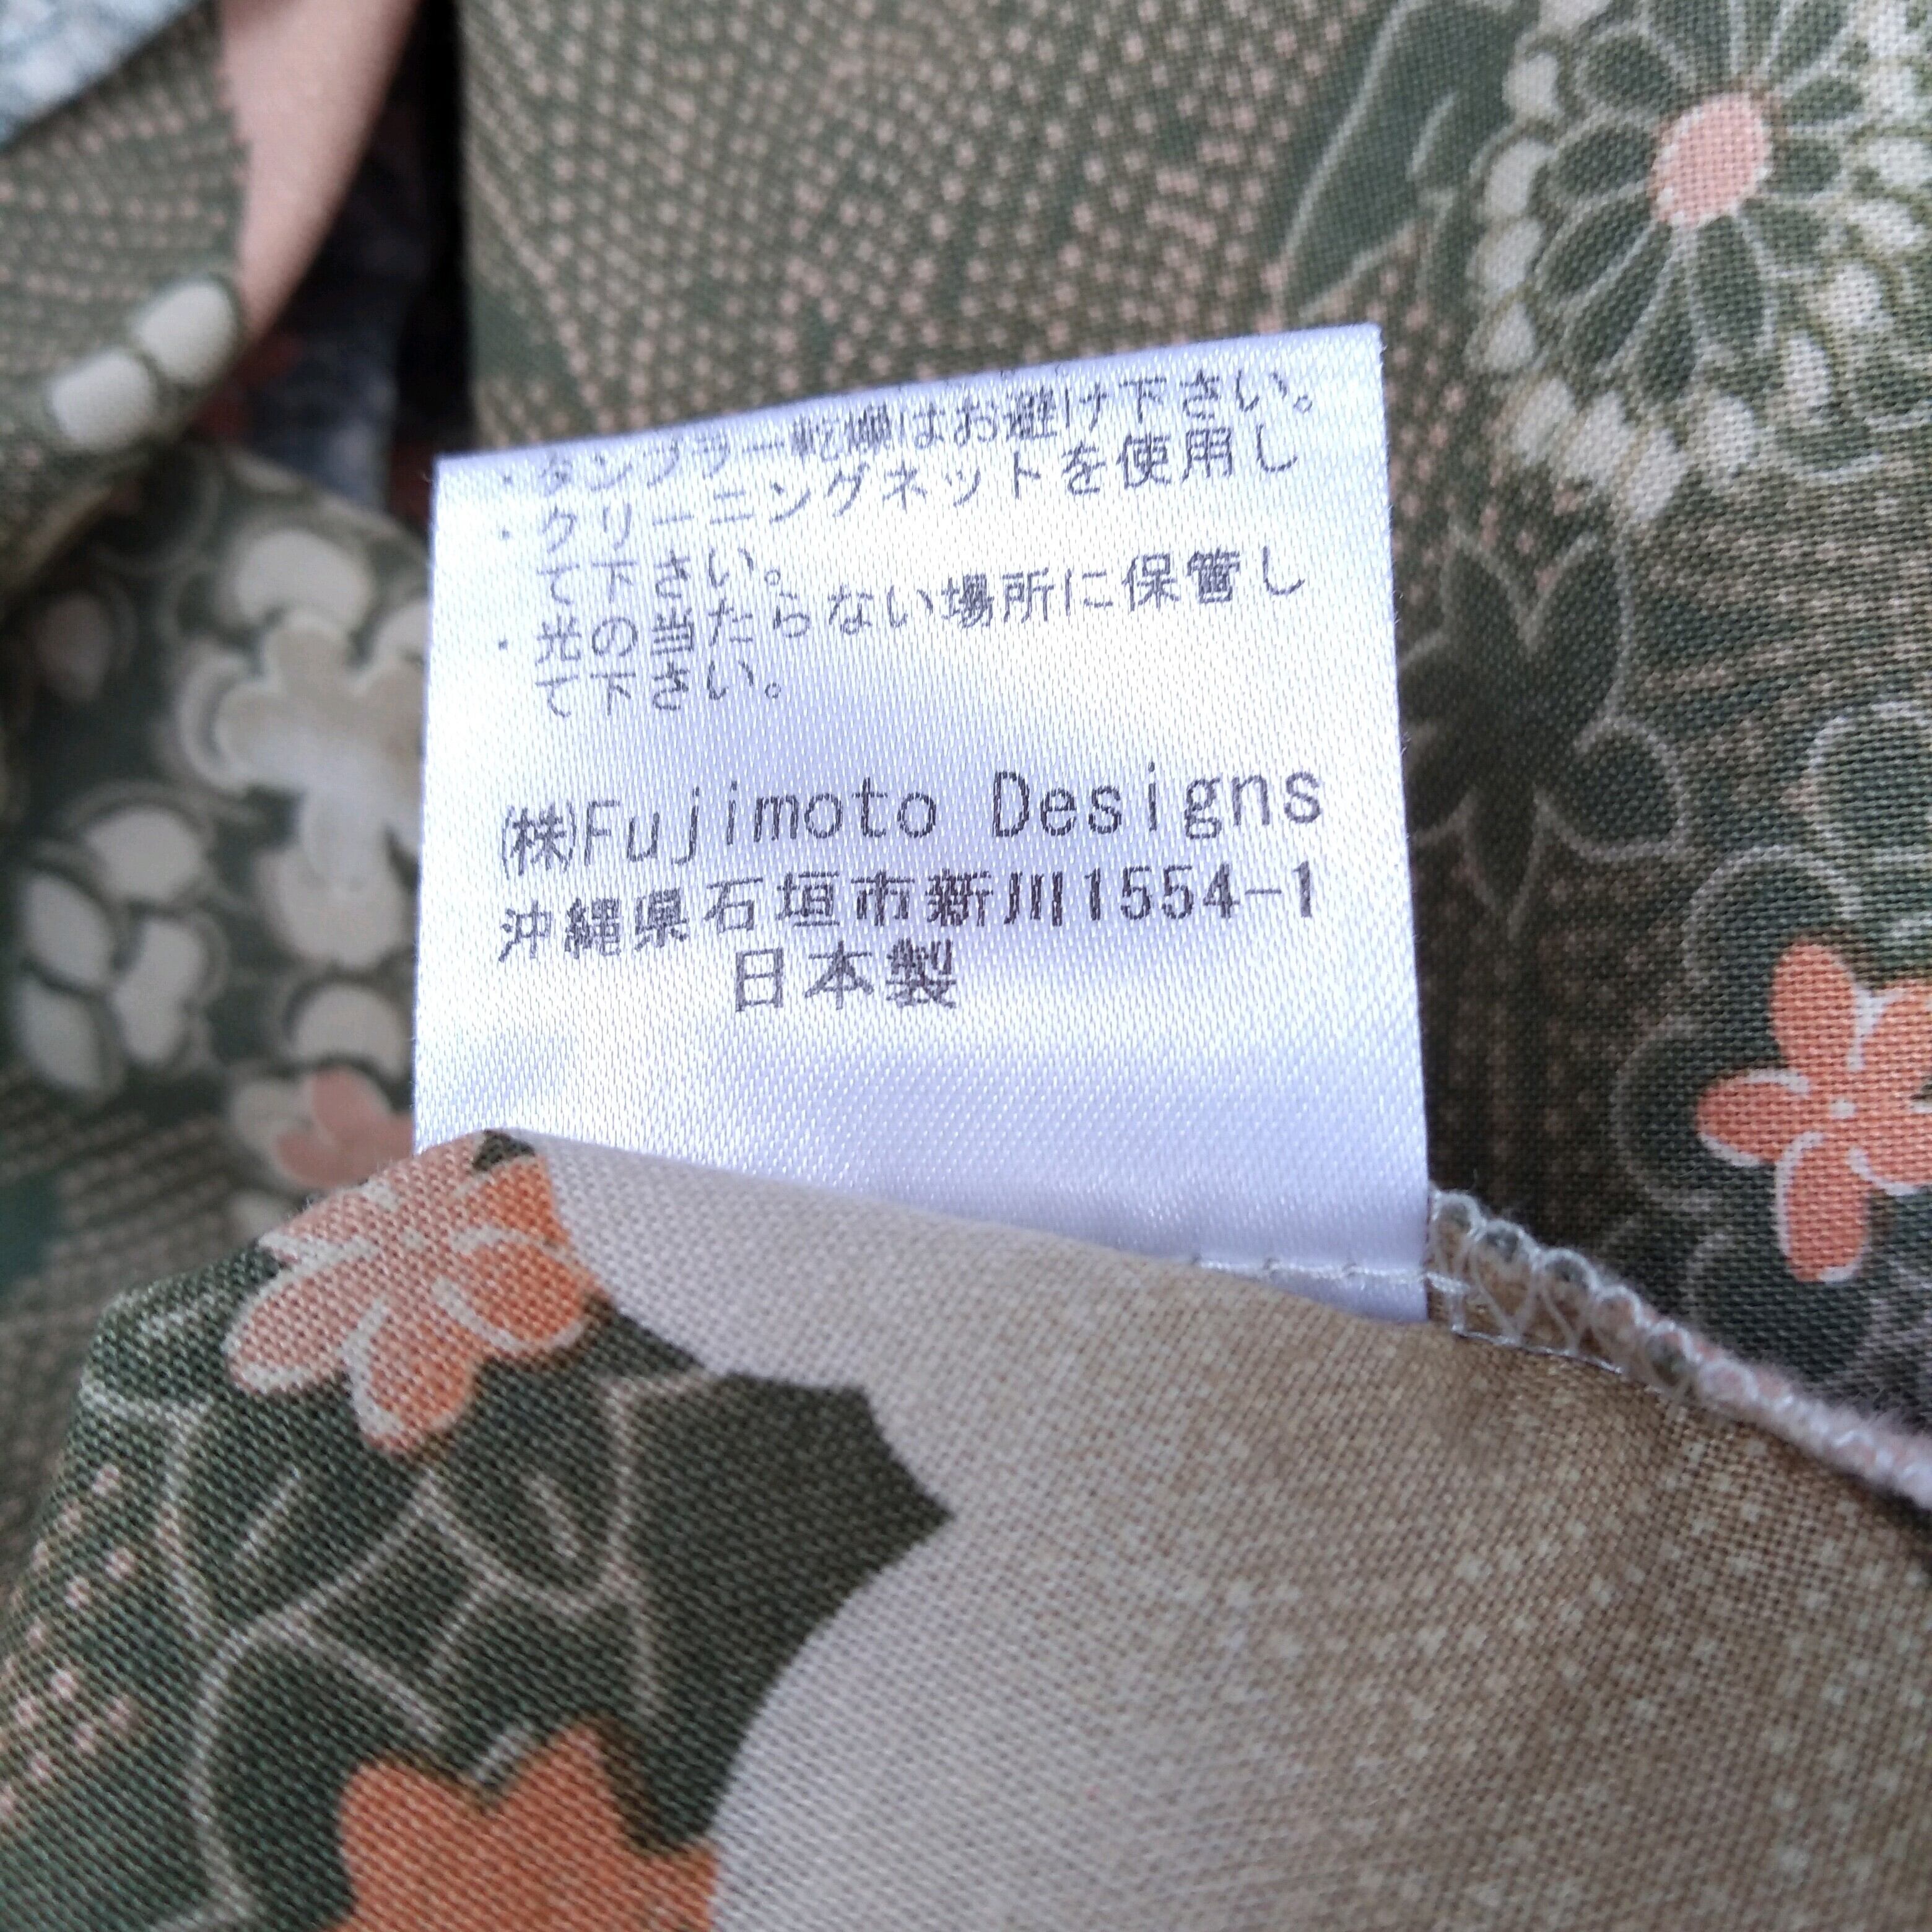 ・タンブラー乾燥はお避け下さい。
・クリーニングネットを使用し
て下さい。
・光の当たらない場所に保管し
て下さい。
㈱Fujimoto Designs
沖縄県石垣市新川1554-1
日本製